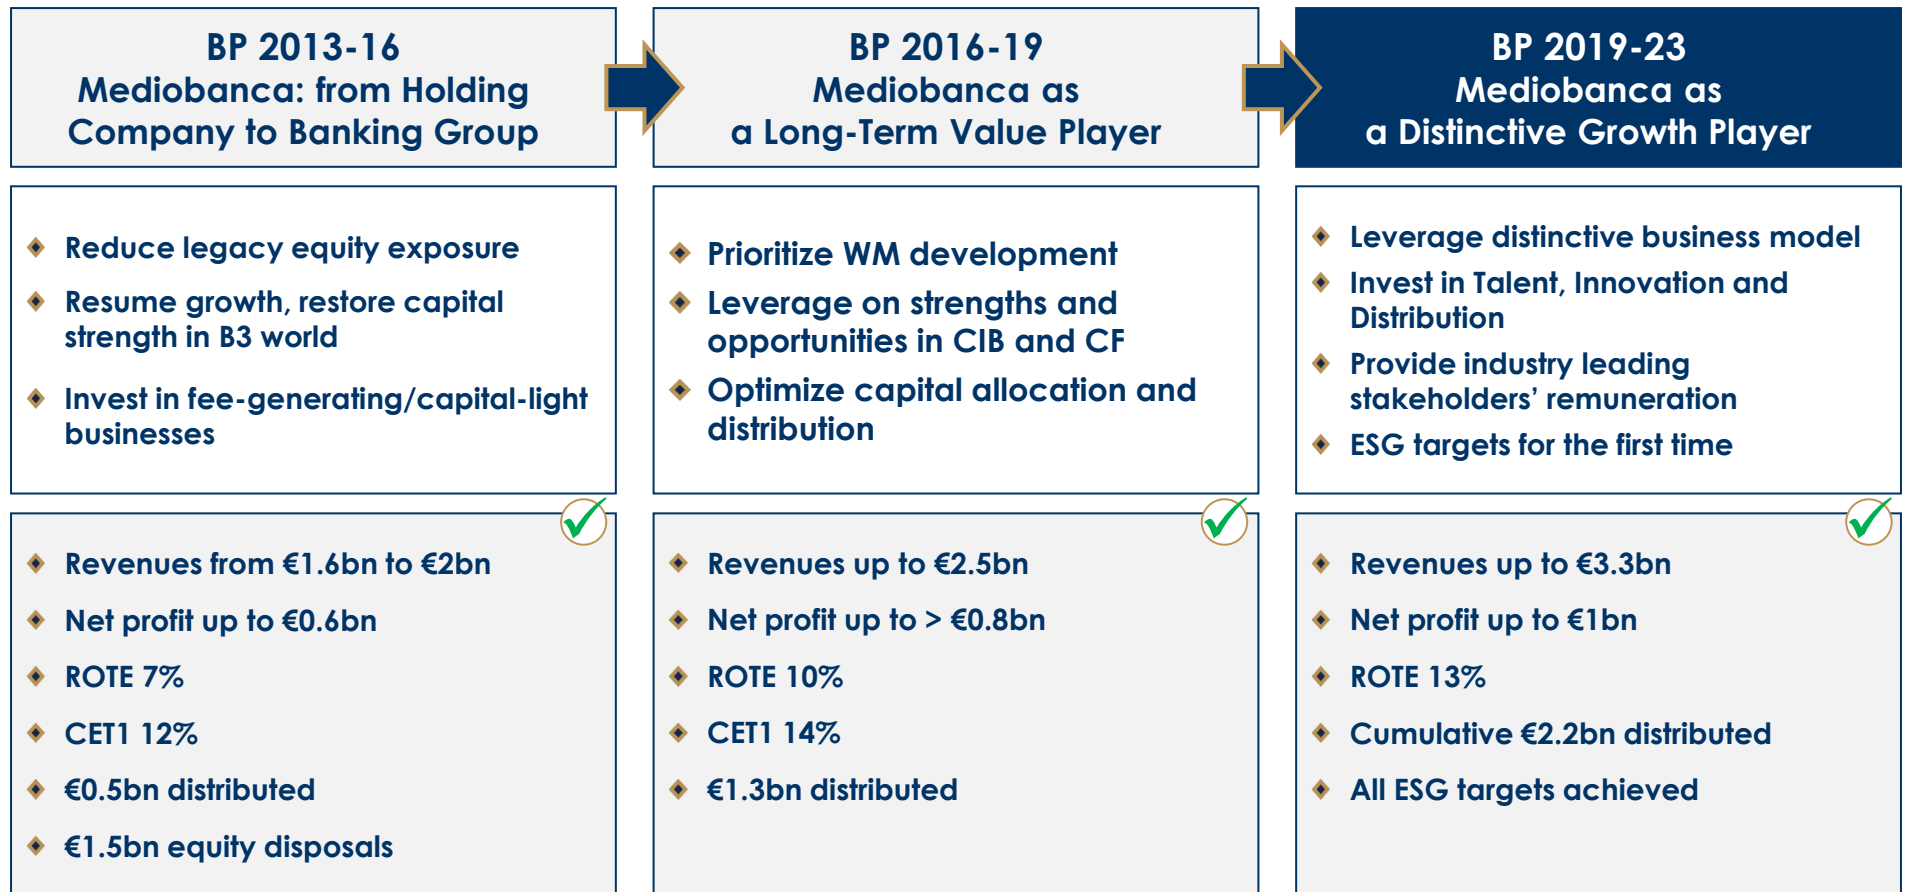 BP 2013-16
Mediobanca: from Holding
Company to Banking Group
BP 2016-19
Mediobanca as
a Long-Term Value Player
BP 2019-23
Mediobanca as
a Distinctive Growth Player
Reduce legacy equity exposure
Resume growth, restore capital
strength in B3 world
Invest in fee-generating/capital-light
businesses
Prioritize WM development
Leverage on strengths and
opportunities in CIB and CF
Optimize capital allocation and
distribution
Leverage distinctive business model
Invest in Talent, Innovation and
Distribution
Provide industry leading
stakeholders’ remuneration
ESG targets for the first time
Revenues from €1.6bn to €2bn
Net profit up to €0.6bn
ROTE 7%
CET1 12%
€0.5bn distributed
€1.5bn equity disposals
Revenues up to €2.5bn
Net profit up to > €0.8bn
ROTE 10%
CET1 14%
€1.3bn distributed
Revenues up to €3.3bn
Net profit up to €1bn
ROTE 13%
Cumulative €2.2bn distributed
All ESG targets achieved